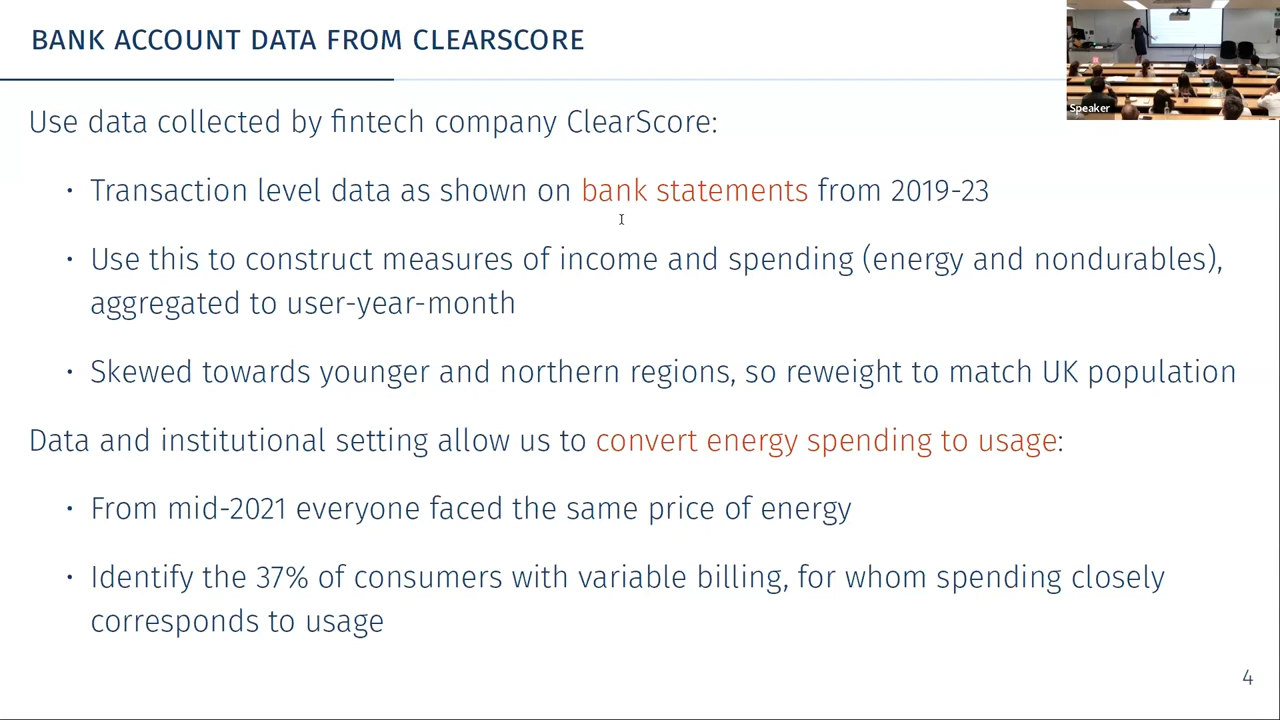 BANK ACCOUNT DATA FROM CLEARSCORE
Speaker
Use data collected by fintech company ClearScore:
· Transaction level data as shown on bank statements from 2019-23
· Use this to construct measures of income and spending (energy and nondurables),
aggregated to user-year-month
· Skewed towards younger and northern regions, so reweight to match UK population
Data and institutional setting allow us to convert energy spending to usage:
· From mid-2021 everyone faced the same price of energy
· Identify the 37% of consumers with variable billing, for whom spending closely
corresponds to usage
4